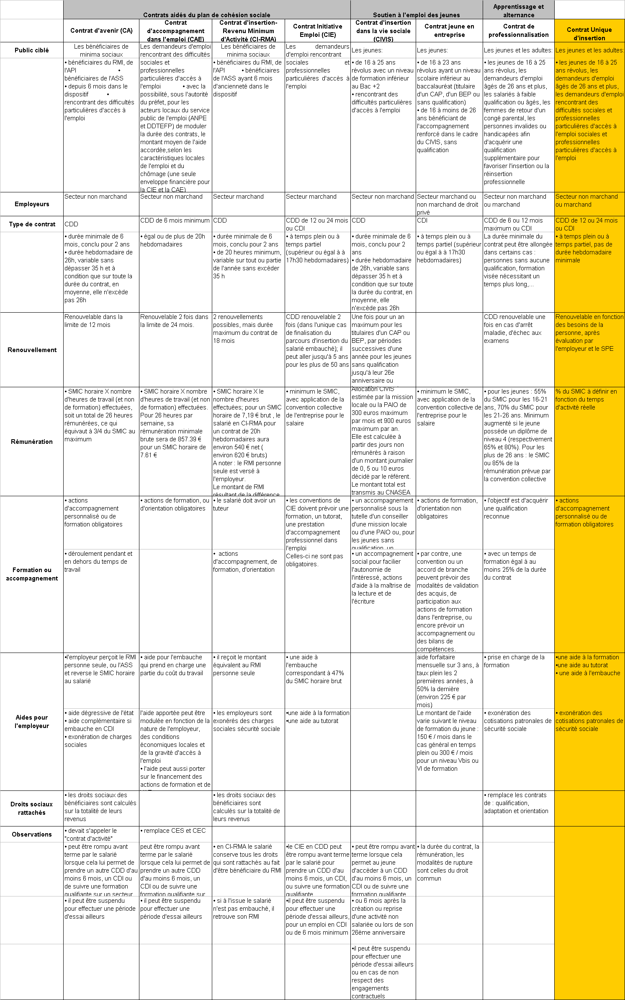 Contrats aidés du plan de cohésion sociale
Soutien à l'emploi des jeunes
Apprentissage et
alternance
Contrat d'avenir (CA)
Contrat
d'accompagnement
dans l'emploi (CAE)
Contrat d'insertion-
Revenu Minimum
d'Activité (CI-RMA)
Contrat Initiative
Emploi (CIE)
Contrat d'insertion
dans la vie sociale
(CIVIS)
Contrat jeune en
entreprise
Contrat de
professionnalisation
Contrat Unique
d'insertion
Public ciblé
Les bénéficiaires de
minima sociaux
• bénéficiaires du RMI, de
l'API •
bénéficiaires de l'ASS
• depuis 6 mois dans le
dispositif •
rencontrant des difficultés
particulières d'accès à
l'emploi
Les demandeurs d'emploi
rencontrant des difficultés
sociales et
professionnelles
particulières d'accès à
l'emploi • avec la
possibilité, sous l'autorité
du préfet, pour les
acteurs locaux du service
public de l'emploi (ANPE
et DDTEFP) de moduler
la durée des contrats, le
montant moyen de l'aide
accordée,selon les
caractéristiques locales
de l'emploi et du
chômage (une seule
enveloppe financière pour
la CIE et la CAE)
Les bénéficiaires de
minima sociaux
• bénéficiaires du RMI, de
l'API • bénéficiaires
de l'ASS ayant 6 mois
d'ancienneté dans le
dispositif
Les demandeurs
d'emploi rencontrant
sociales et
professionnelles
particulières d'accès à
l'emploi
Les jeunes:
• de 16 à 25 ans
révolus avec un niveau
de formation inférieur
au Bac +2
• rencontrant des
difficultés particulières
d'accès à l'emploi
Les jeunes:
• de 16 à 23 ans
révolus ayant un niveau
scolaire inférieur au
baccalauréat (titulaire
d'un CAP, d'un BEP ou
sans qualification)
• de 16 à moins de 26
ans bénéficiant de
l'accompagnement
renforcé dans le cadre
du CIVIS, sans
qualification
Les jeunes et les adultes:
• les jeunes de 16 à 25
ans révolus, les
demandeurs d'emploi
âgés de 26 ans et plus,
les salariés à faible
qualification ou âgés, les
femmes de retour d'un
congé parental, les
personnes invalides ou
handicapées afin
d'acquérir une
qualification
supplémentaire pour
favoriser l'insertion ou la
réinsertion
professionnelle
Les jeunes et les adultes:
• les jeunes de 16 à 25
ans révolus, les
demandeurs d'emploi
âgés de 26 ans et plus,
les demandeurs d'emploi
rencontrant des
difficultés sociales et
professionnelles
particulières d'accès à
l'emploi sociales et
professionnelles
particulières d'accès à
l'emploi
Employeurs
Secteur non marchand
Secteur non marchand
Secteur marchand
Secteur marchand
Secteur non marchand
Secteur marchand ou
non marchand de droit
privé
Secteur non marchand
ou marchand
Secteur non marchand
ou marchand
Type de contrat
CDD
• durée minimale de 6
mois, conclu pour 2 ans
• durée hebdomadaire de
26h, variable sans
dépasser 35 h et à
condition que sur toute la
durée du contrat, en
moyenne, elle n'excède
pas 26h
CDD de 6 mois minimum
• égal ou de plus de 20h
hebdomadaires
CDD
• durée minimale de 6
mois, conclu pour 2 ans
• de 20 heures minimum,
variable sur tout ou partie
de l'année sans excéder
35 h
CDD de 12 ou 24 mois
ou CDI
• à temps plein ou à
temps partiel
(supérieur ou égal à à
17h30 hebdomadaires)
CDD
• durée minimale de 6
mois, conclu pour 2
ans
• durée hebdomadaire
de 26h, variable sans
dépasser 35 h et à
condition que sur toute
la durée du contrat, en
moyenne, elle
n'excède pas 26h
CDI
• à temps plein ou à
temps partiel (supérieur
ou égal à à 17h30
hebdomadaires)
CDD de 6 ou 12 mois
maximum ou CDI
La durée minimale du
contrat peut être allongée
dans certains cas :
personnes sans aucune
qualification, formation
visée nécessitant un
temps plus long,...
CDD de 12 ou 24 mois
ou CDI
• à temps plein ou à
temps partiel, pas de
durée hebdomadaire
minimale
Renouvellement
Renouvelable dans la
limite de 12 mois
Renouvelable 2 fois dans
la limite de 24 mois.
2 renouvellements
possibles, mais durée
maximum du contrat de
18 mois
CDD renouvelable 2
fois (dans l'unique cas
de finalisation du
parcours d'insertion du
salarié embauché); il
peut aller jusqu'à 5 ans
pour les plus de 50 ans
Une fois pour un an
maximum pour les
titulaires d'un CAP ou
BEP, par périodes
successives d'une
année pour les jeunes
sans qualification
jusqu'à leur 26e
anniversaire ou
CDD renouvelable une
fois en cas d'arrêt
maladie, d'échec aux
examens
Renouvelable en fonction
des besoins de la
personne, après
évaluation par
l'employeur et le SPE
Rémunération
• SMIC horaire X nombre
d'heures de travail (et non
de formation) effectuées,
soit un total de 26 heures
rémunérées, ce qui
équivaut à 3/4 du SMIC au
maximum
• SMIC horaire X nombre
d'heures de travail (et non
de formation) effectuées.
Pour 26 heures par
semaine, sa
rémunération minimale
brute sera de 857.39 €
pour un SMIC horaire de
7.61 €
• SMIC horaire X le
nombre d'heures
effectuées; pour un SMIC
horaire de 7,19 € brut , le
salarié en CI-RMA pour
un contrat de 20h
hebdomadaires aura
environ 540 € net (
environ 620 € bruts)
A noter : le RMI personne
seule est versé à
l'employeur.
Le montant de RMI
résultant de la différence
• minimum le SMIC,
avec application de la
convention collective
de l'entreprise pour le
salaire
Allocation CIVIS
estimée par la mission
locale ou la PAIO de
300 euros maximum
par mois et 900 euros
maximum par an.
Elle est calculée à
partir des jours non
rémunérés à raison
d'un montant journalier
de 0, 5 ou 10 euros
décidé par le référent.
Le montant total est
transmis au CNASEA
• minimum le SMIC,
avec application de la
convention collective de
l'entreprise pour le
salaire
• pour les jeunes : 55%
du SMIC pour les 16-21
ans, 70% du SMIC pour
les 21-26 ans. Minimum
augmenté si le jeune
posséde un diplôme de
niveau 4 (respectivement
65% et 80%). Pour les
plus de 26 ans : le SMIC
ou 85% de la
rémunération prévue par
la convention collective
% du SMIC à définir en
fonction du temps
d'activité réelle
Formation ou
accompagnement
• actions
d'accompagnement
personnalisé ou de
formation obligatoires
• déroulement pendant et
en dehors du temps de
travail
• actions de formation, ou
d'orientation obligatoires
• le salarié doit avoir un
tuteur
• actions
d'accompagnement, de
formation, d'orientation
• les conventions de
CIE doivent prévoir une
formation, un tutorat,
une prestation
d'accompagnement
professionnel dans
l'emploi
Celles-ci ne sont pas
obligatoires.
• un accompagnement
personnalisé sous la
tutelle d'un conseiller
d'une mission locale
ou d'une PAIO ou, pour
les jeunes sans
qualification, un
• un accompagnement
social pour facilier
l'autonomie de
l'intéressé, actions
d'aide à la maîtrise de
la lecture et de
l'écriture
• actions de formation,
d'orientation non
obligatoires
• par contre, une
convention ou un
accord de branche
peuvent prévoir des
modalités de validation
des acquis, de
participation aux
actions de formation
dans l'entreprise, ou
encore prévoir un
accompagnement ou
des bilans de
compétences.
• l'objectif est d'acquérir
une qualification
reconnue
• avec un temps de
formation égal à au
moins 25% de la durée
du contrat
• actions
d'accompagnement
personnalisé ou de
formation obligatoires
Aides pour
l'employeur
•l'employeur perçoit le RMI
personne seule, ou l'ASS
et reverse le SMIC horaire
au salarié
• aide dégressive de l'état
• aide complémentaire si
embauche en CDI
• exonération de charges
sociales
• aide pour l'embauche
qui prend en charge une
partie du coût du travail
l'aide apportée peut être
modulée en fonction de la
nature de l'employeur,
des conditions
économiques locales et
de la gravité d'accès à
l'emploi
• l'aide peut aussi porter
sur le financement des
actions de formation et de
• il reçoit le montant
équivalent au RMI
personne seule
• les employeurs sont
exonérés des charges
sociales sécurité sociale
• une aide à
l'embauche
correspondant à 47%
du SMIC horaire brut
•une aide à la formation
•une aide au tutorat
aide forfaitaire
mensuelle sur 3 ans, à
taux plein les 2
premières années, à
50% la dernière
(environ 225 € par
mois)
Le montant de l'aide
varie suivant le niveau
de formation du jeune :
150 € / mois dans le
cas général en temps
plein ou 300 € / mois
pour un niveau Vbis ou
VI de formation
• prise en charge de la
formation
• exonération des
cotisations patronales de
sécurité sociale
•une aide à la formation
•une aide au tutorat
• une aide à l'embauche
• exonération des
cotisations patronales de
sécurité sociale
Droits sociaux
rattachés
• les droits sociaux des
bénéficiaires sont calculés
sur la totalité de leurs
revenus
• les droits sociaux des
bénéficiaires sont
calculés sur la totalité de
leurs revenus
• remplace les contrats
de : qualification,
adaptation et orientation
Observations
• devait s'appeler le
"contrat d'activité"
• peut être rompu avant
terme par le salarié
lorsque cela lui permet de
prendre un autre CDD d'au
moins 6 mois, un CDI ou
de suivre une formation
qualifiante sur un secteur
• il peut être suspendu
pour effectuer une période
d'essai ailleurs
• remplace CES et CEC
peut être rompu avant
terme par le salarié
lorsque cela lui permet de
prendre un autre CDD
d'au moins 6 mois, un
CDI ou de suivre une
formation qualifiante sur
• il peut être suspendu
pour effectuer une
période d'essai ailleurs
• en CI-RMA le salarié
conserve tous les droits
qui sont rattachés au fait
d'être bénéficiaire du RMI
• si à l'issue le salarié
n'est pas embauché, il
retrouve son RMI
•le CIE en CDD peut
être rompu avant terme
par le salarié pour
prendre un CDD d'au
moins 6 mois, un CDI,
ou suivre une formation
qualifiante
•il peut être suspendu
pour effectuer une
période d'essai ailleurs,
pour un emploi en CDI
ou de 6 mois minimum
• peut être rompu avant
terme lorsque cela
permet au jeune
d'accèder à un CDD
d'au moins 6 mois, un
CDI ou de suivre une
formation qualifiante
• ou 6 mois après la
création ou reprise
d'une activité non
salariée ou lors de son
26ème anniversaire
•il peut être suspendu
pour effectuer une
période d'essai ailleurs
ou en cas de non
respect des
engagements
contractuels
• la durée du contrat, la
rémunération, les
modalités de rupture
sont celles du droit
commun